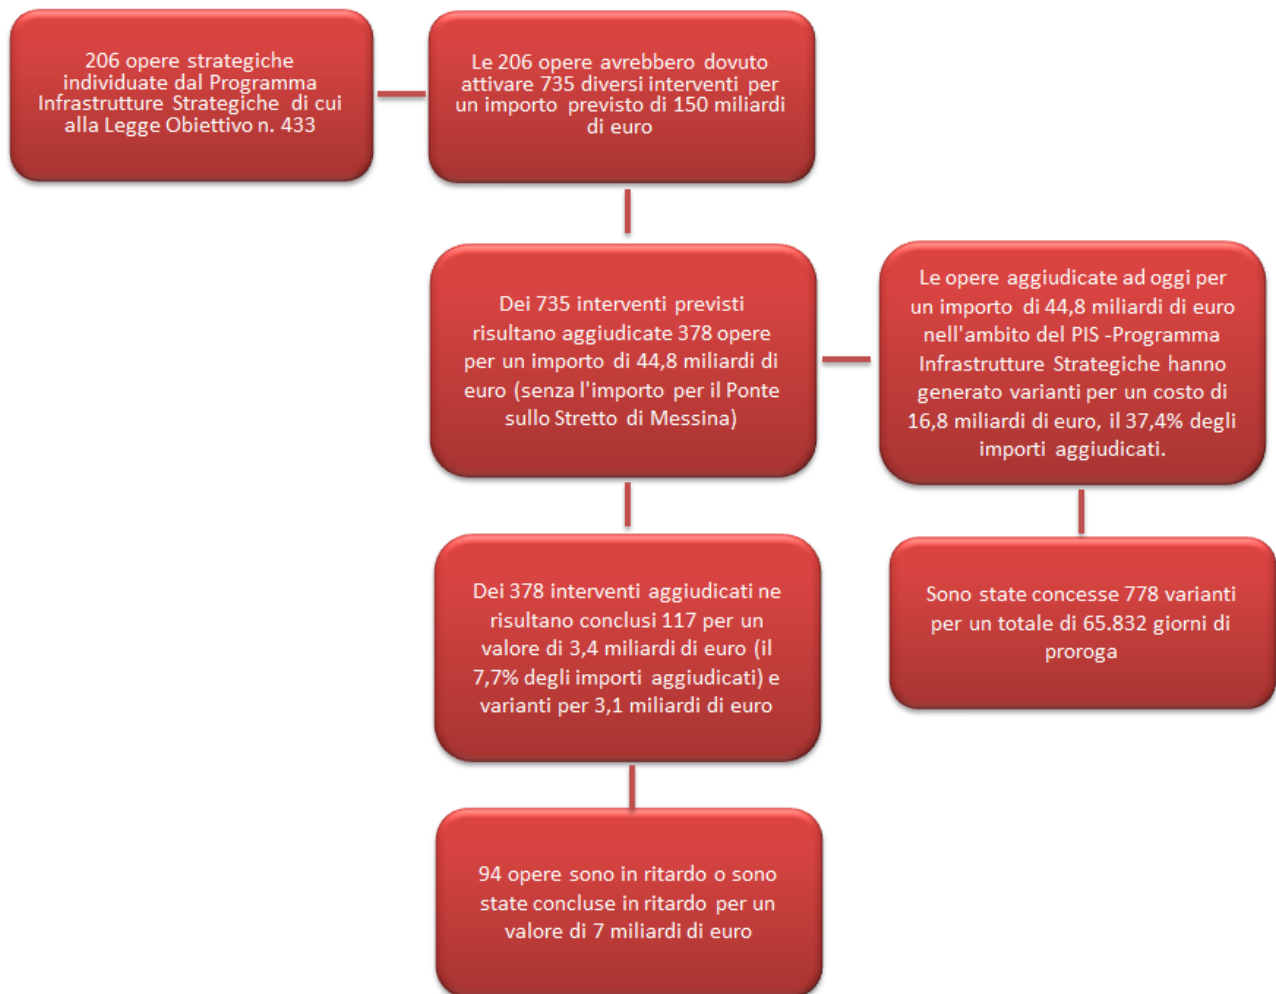 206 opere strategiche
individuate dal Programma
Infrastrutture Strategiche di cui
alla Legge Obiettivo n. 433
Le 206 opere avrebbero dovuto
attivare 735 diversi interventi per
un importo previsto di 150 miliardi
di euro
Dei 735 interventi previsti
risultano aggiudicate 378 opere
per un importo di 44,8 miliardi di
euro (senza l'importo per il Ponte
sullo Stretto di Messina)
Le opere aggiudicate ad oggi per
un importo di 44,8 miliardi di euro
nell'ambito del PIS -Programma
Infrastrutture Strategiche hanno
generato varianti per un costo di
16,8 miliardi di euro, il 37,4% degli
importi aggiudicati.
Dei 378 interventi aggiudicati ne
risultano conclusi 117 per un
valore di 3,4 miliardi di euro (il
7,7% degli importi aggiudicati) e
varianti per 3,1 miliardi di euro
Sono state concesse 778 varianti
per un totale di 65.832 giorni di
proroga
94 opere sono in ritardo o sono
state concluse in ritardo per un
valore di 7 miliardi di euro